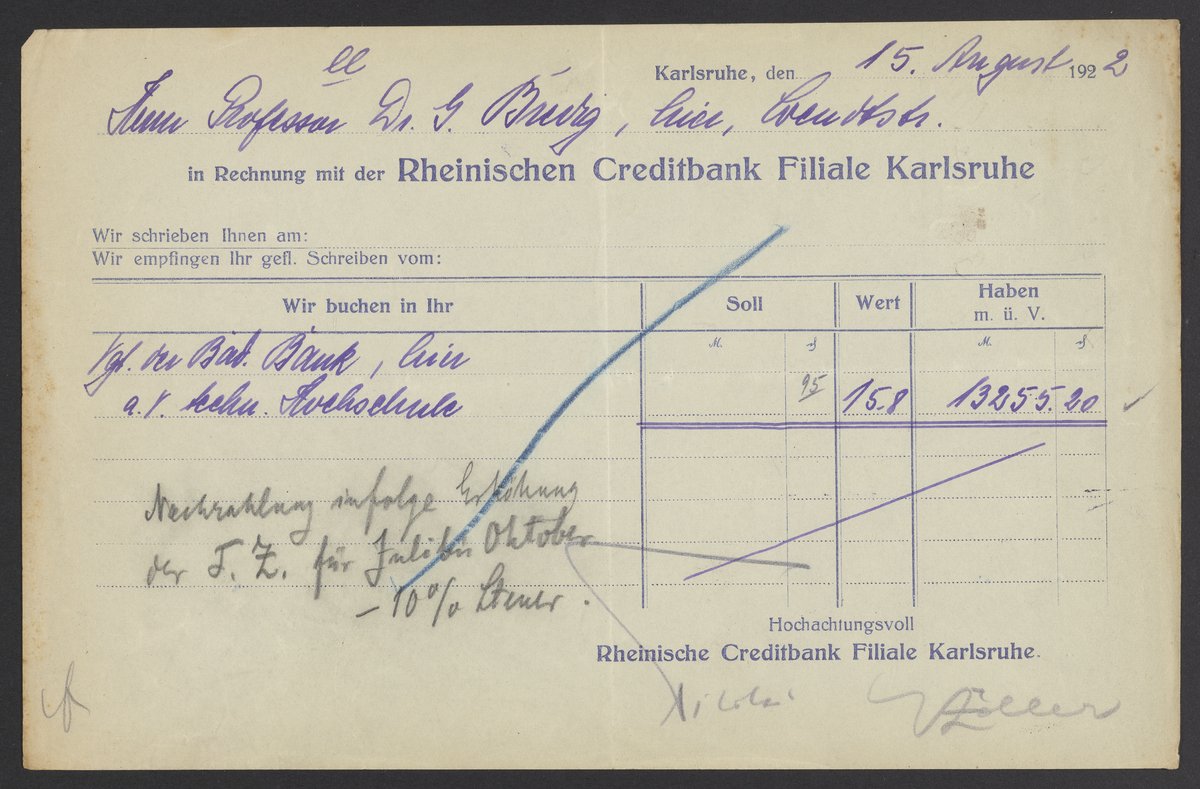 ee
Karlsruhe, den 15. August 1922
Herrn Professor Dr. G. Bredig, hier, Wendtstr.
in Rechnung mit der Rheinischen Creditbank Filiale Karlsruhe
Wir schrieben Ihnen am:
Wir empfingen Ihr gefl. Schreiben vom:
Wir buchen in Ihr Soll Wert Haben
m. ü. V.
M. ₰ M. ₰
Vgt. der Bad. Bank, hier
95
a. V. techn. Hochschule 15.8 13255.20
Nachzahlung infolge Erhöhung
der T. Z. für Juli bis Oktober
– 10% Steuer.
Hochachtungsvoll
Rheinische Creditbank Filiale Karlsruhe.